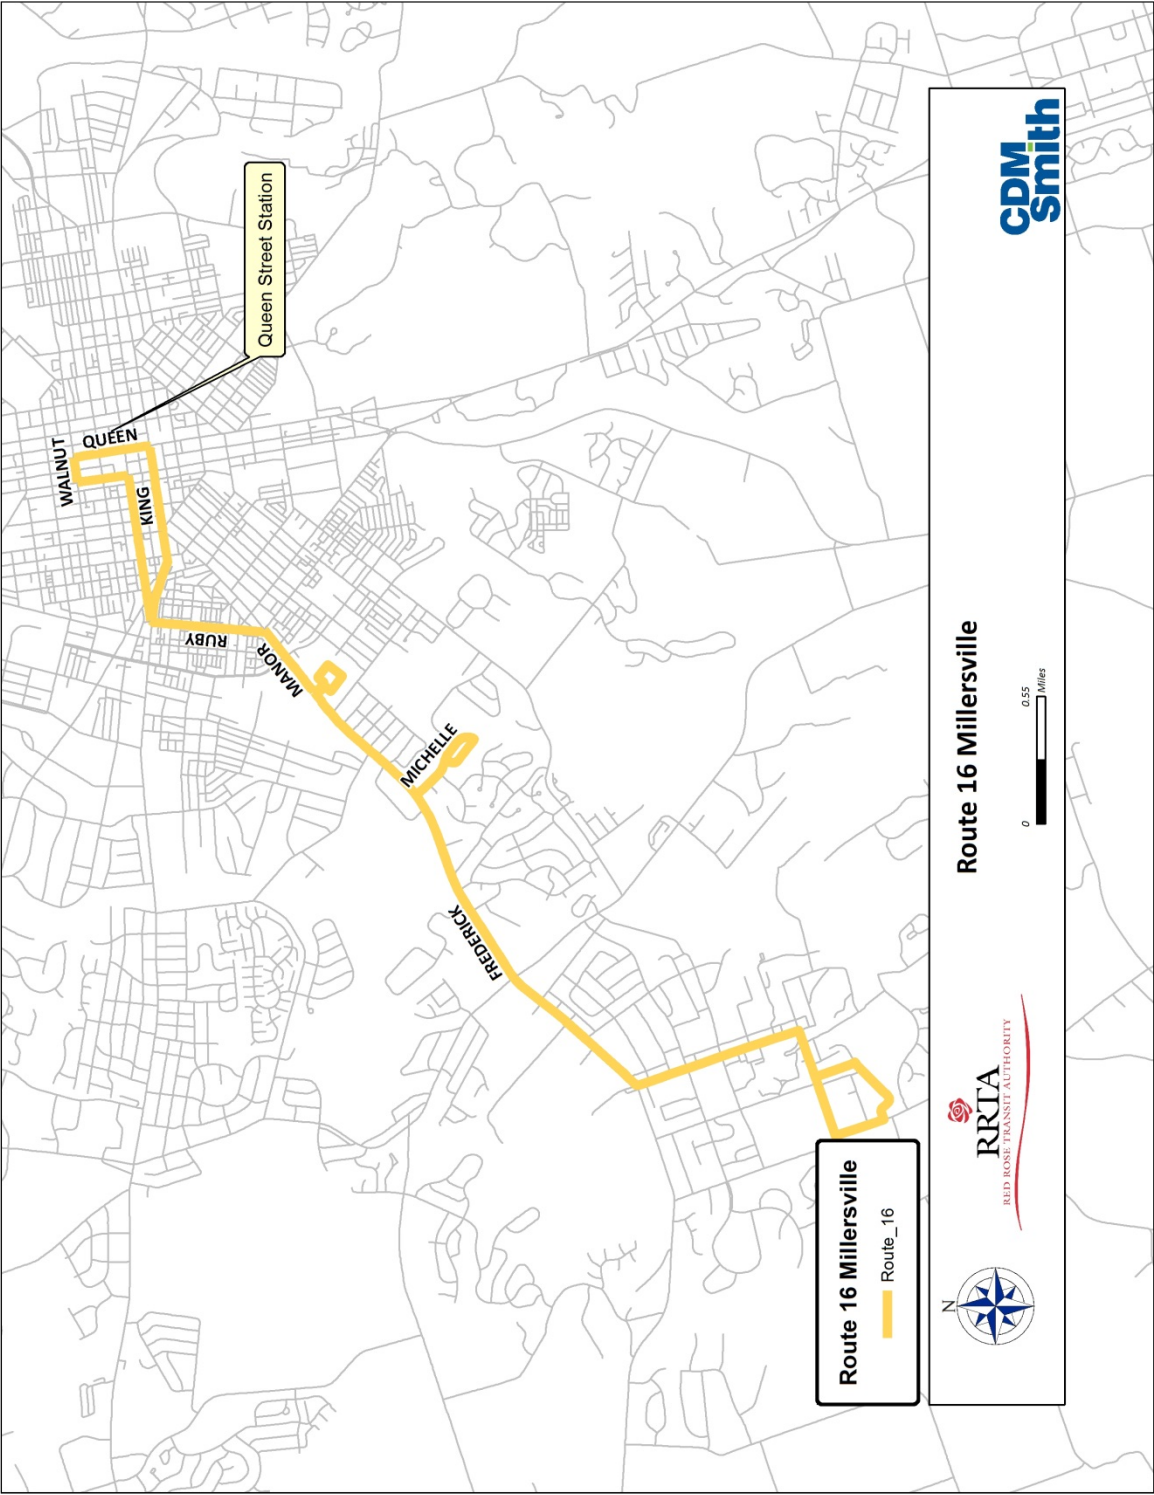 WALNUT
QUEEN
KING
Queen Street Station
RUBY
MANOR
MICHELLE
FREDERICK
Route 16 Millersville
Route_16
N
RRTA
RED ROSE TRANSIT AUTHORITY
Route 16 Millersville
0 0.55
Miles
CDM
Smith